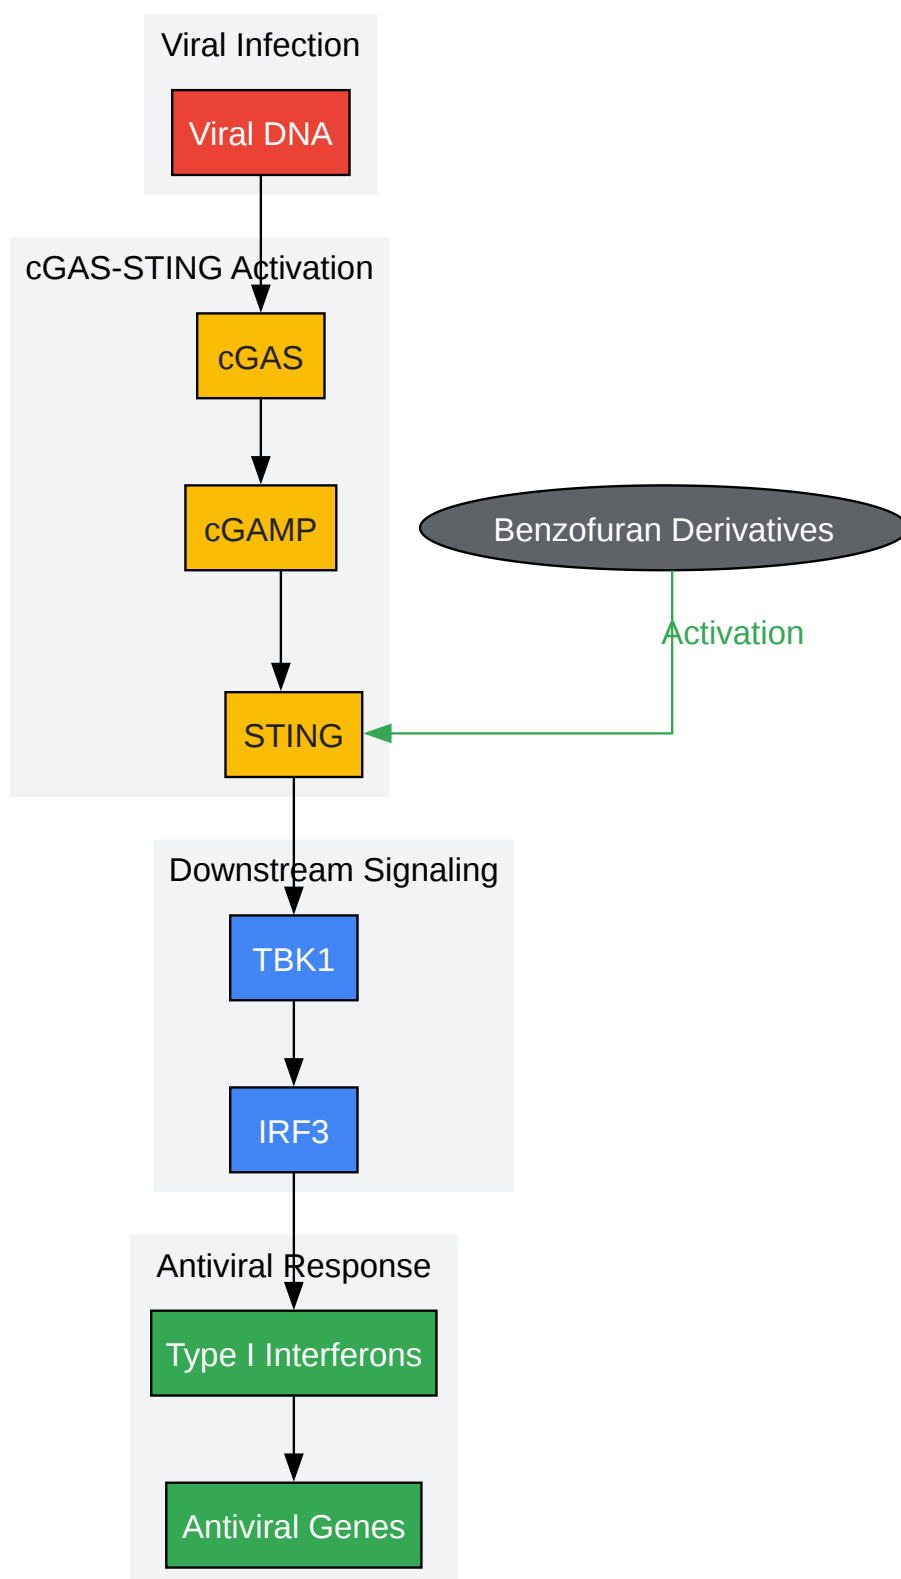 Viral Infection
Viral DNA
cGAS-STING Activation
cGAS
cGAMP
Benzofuran Derivatives
Activation
STING
Downstream Signaling
TBK1
IRF3
Antiviral Response
Type I Interferons
Antiviral Genes